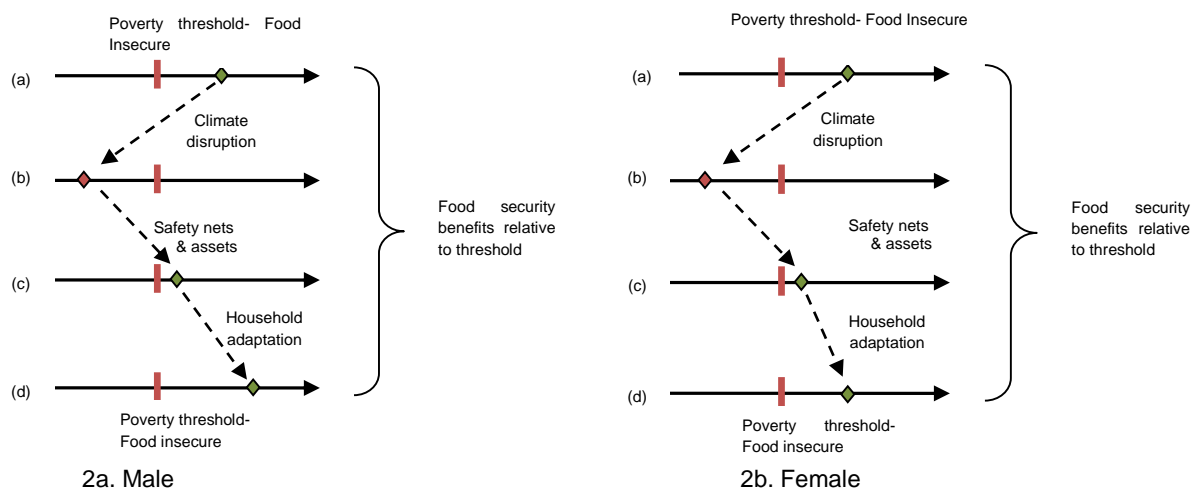 Poverty threshold- Food
Insecure
(a)
Climate
disruption
(b)
Safety nets
& assets
(c)
Household
adaptation
(d)
Poverty threshold-
Food insecure
Food security
benefits relative
to threshold
2a. Male
Poverty threshold- Food Insecure
(a)
Climate
disruption
(b)
Safety nets
& assets
(c)
Household
adaptation
(d)
Poverty threshold-
Food insecure
Food security
benefits relative
to threshold
2b. Female